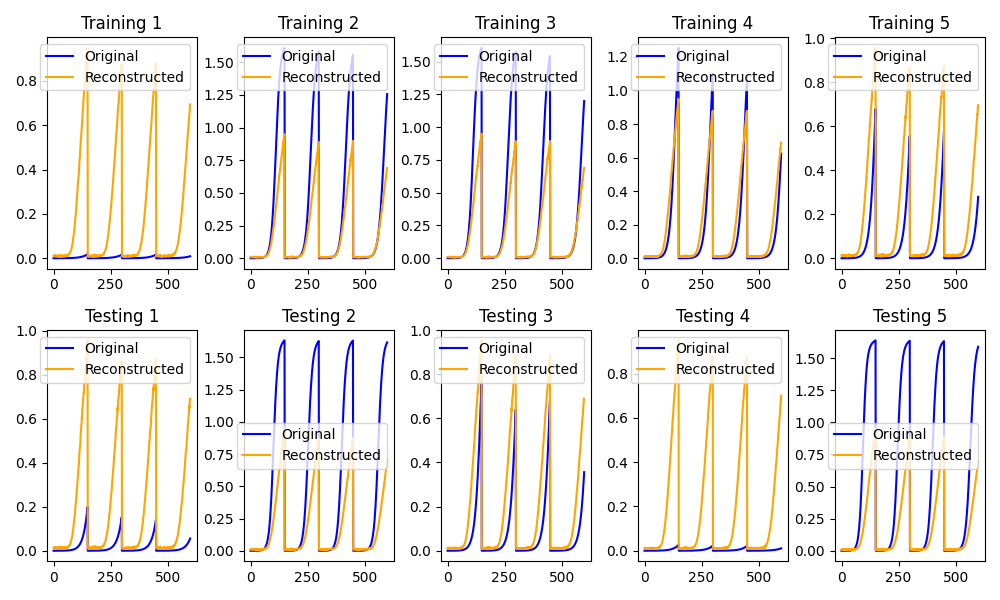 Training 1 Training 2 Training 3 Training 4 Training 5
Original Original Original Original Original
Reconstructed Reconstructed Reconstructed Reconstructed Reconstructed
0.8 1.50 1.50 1.2 1.0
0.6 1.25 1.25 1.0 0.8
0.4 1.00 1.00 0.8 0.6
0.2 0.75 0.75 0.6 0.4
0.0 0.50 0.50 0.4 0.2
0.25 0.25 0.2 0.0
0.00 0.00 0.0
0 250 500 0 250 500 0 250 500 0 250 500 0 250 500
Testing 1 Testing 2 Testing 3 Testing 4 Testing 5
Original Original Original Original Original
Reconstructed Reconstructed Reconstructed Reconstructed Reconstructed
1.0 1.50 1.0 0.8 1.50
0.8 1.25 0.8 0.6 1.25
0.6 1.00 0.6 0.4 1.00
0.4 0.75 0.4 0.2 0.75
0.2 0.50 0.2 0.0 0.50
0.0 0.25 0.0 0.25
0.00 0.00
0 250 500 0 250 500 0 250 500 0 250 500 0 250 500